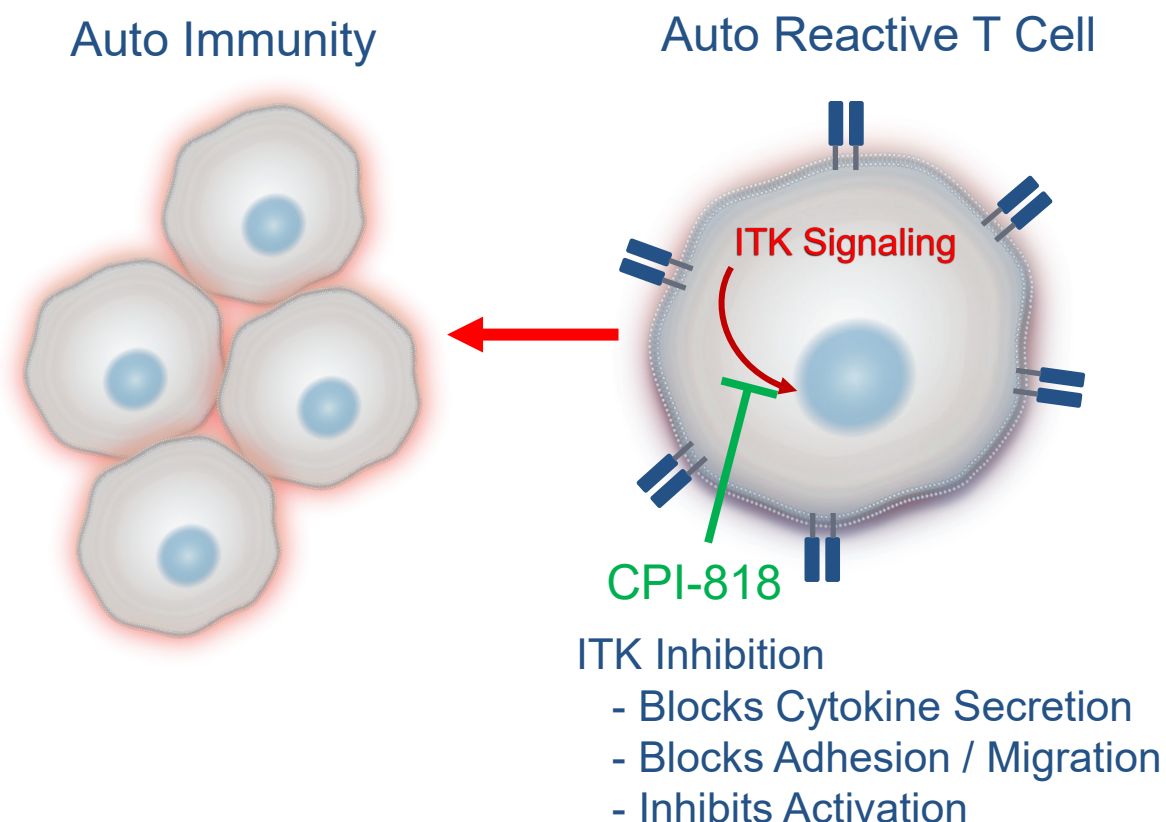 Auto Immunity
Auto Reactive T Cell
ITK Signaling
CPI-818
ITK Inhibition
- Blocks Cytokine Secretion
- Blocks Adhesion / Migration
- Inhibits Activation